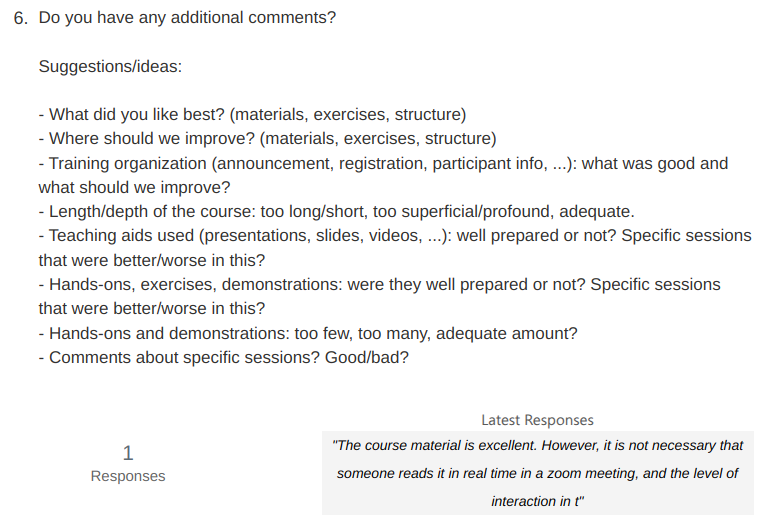 6. Do you have any additional comments?
Suggestions/ideas:
- What did you like best? (materials, exercises, structure)
- Where should we improve? (materials, exercises, structure)
- Training organization (announcement, registration, participant info, ...): what was good and
what should we improve?
- Length/depth of the course: too long/short, too superficial/profound, adequate.
- Teaching aids used (presentations, slides, videos, ...): well prepared or not? Specific sessions
that were better/worse in this?
- Hands-ons, exercises, demonstrations: were they well prepared or not? Specific sessions
that were better/worse in this?
- Hands-ons and demonstrations: too few, too many, adequate amount?
- Comments about specific sessions? Good/bad?
1
Responses
Latest Responses
"The course material is excellent. However, it is not necessary that
someone reads it in real time in a zoom meeting, and the level of
interaction in t"